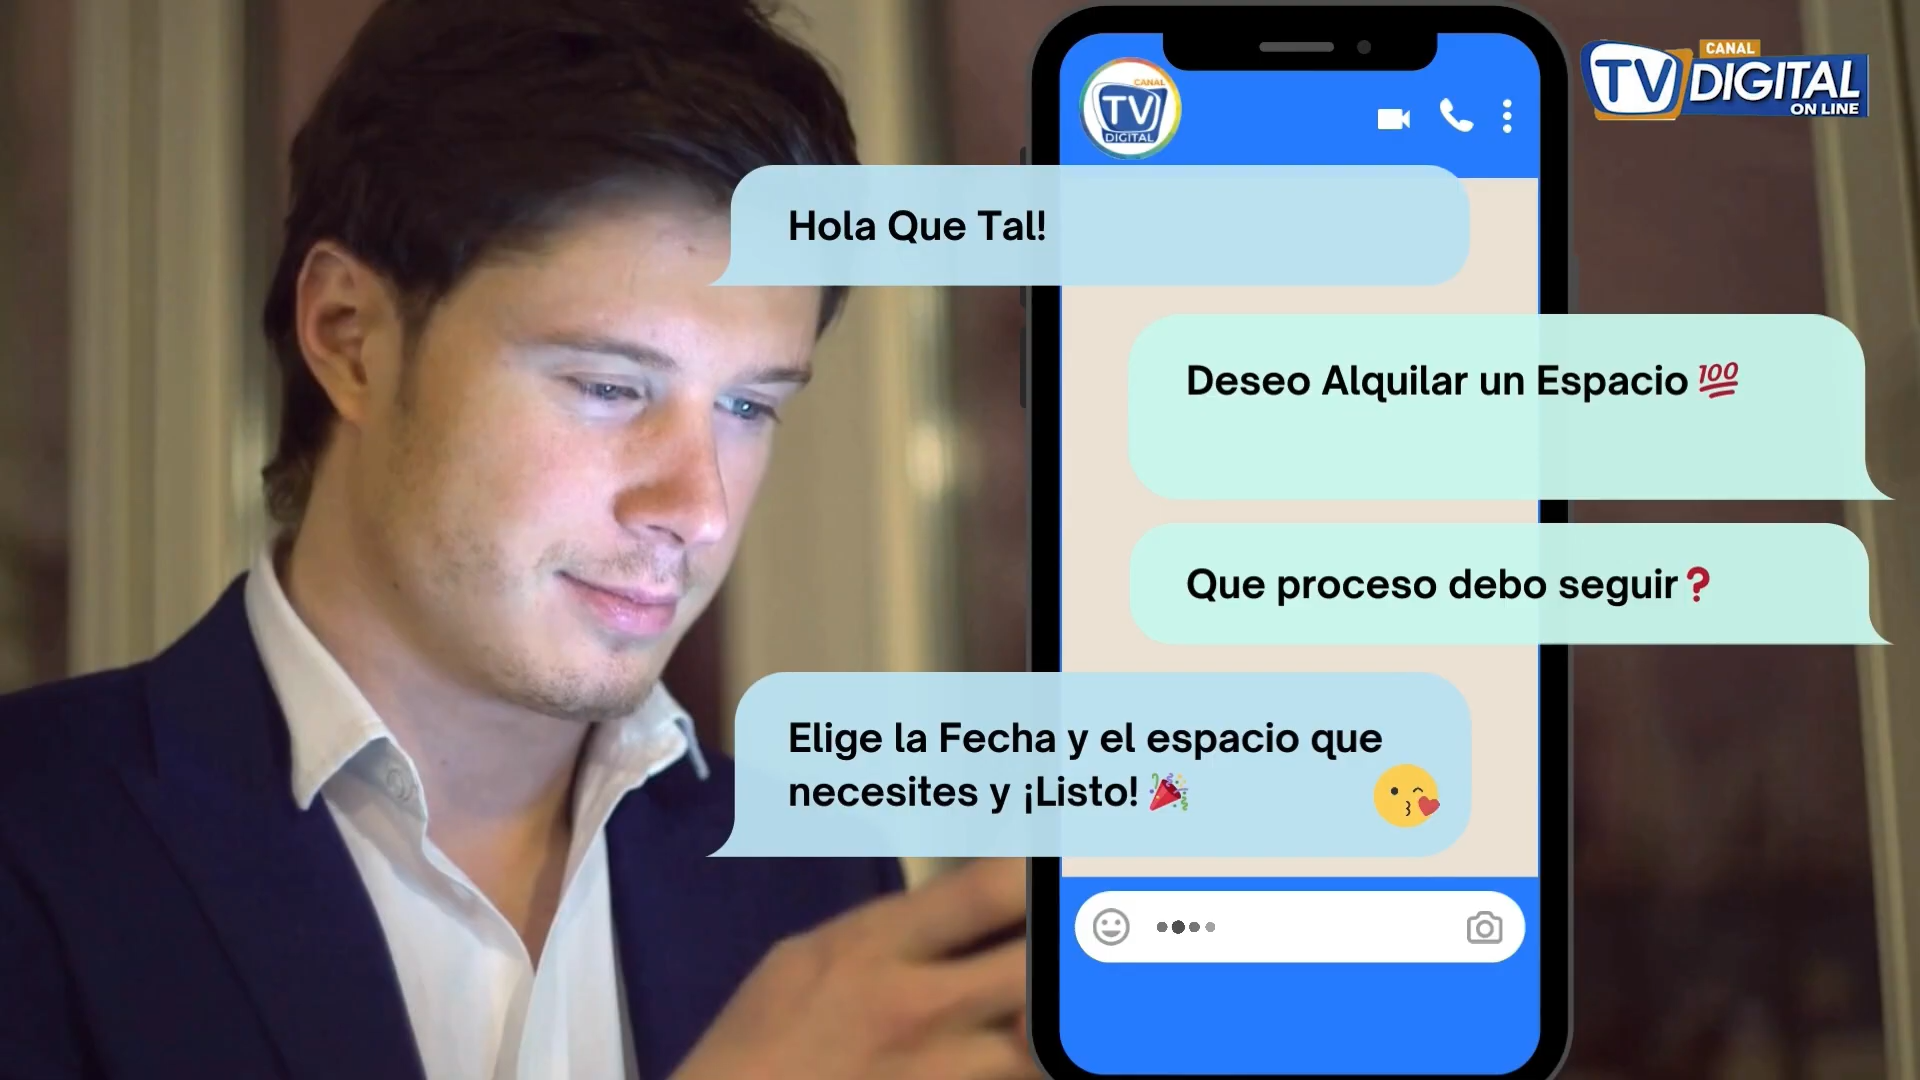 CANAL
TV DIGITAL
ON LINE
CANAL
TV
DIGITAL
Hola Que Tal!
Deseo Alquilar un Espacio 💯
Que proceso debo seguir❓
Elige la Fecha y el espacio que
necesites y ¡Listo! 🎉 😘